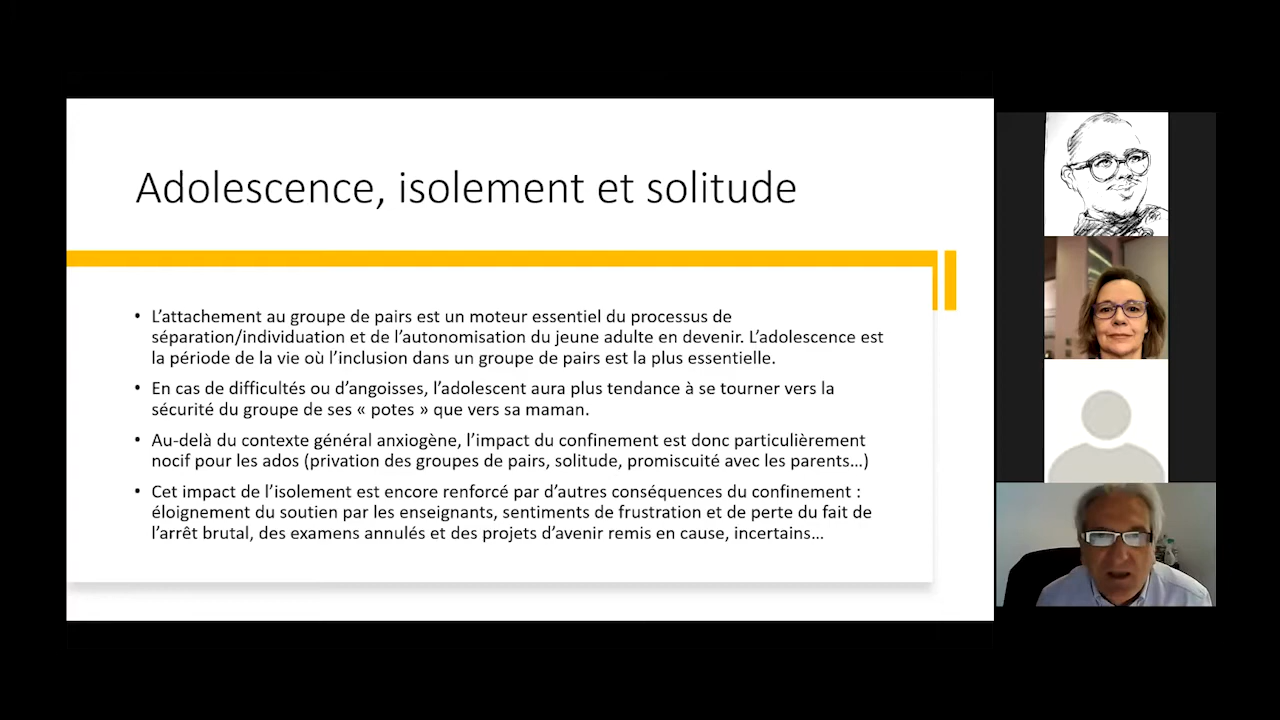 Adolescence, isolement et solitude
• L’attachement au groupe de pairs est un moteur essentiel du processus de
séparation/individuation et de l’autonomisation du jeune adulte en devenir. L’adolescence est
la période de la vie où l’inclusion dans un groupe de pairs est la plus essentielle.
• En cas de difficultés ou d’angoisses, l’adolescent aura plus tendance à se tourner vers la
sécurité du groupe de ses « potes » que vers sa maman.
• Au-delà du contexte général anxiogène, l’impact du confinement est donc particulièrement
nocif pour les ados (privation des groupes de pairs, solitude, promiscuité avec les parents…)
• Cet impact de l’isolement est encore renforcé par d’autres conséquences du confinement :
éloignement du soutien par les enseignants, sentiments de frustration et de perte du fait de
l’arrêt brutal, des examens annulés et des projets d’avenir remis en cause, incertains…